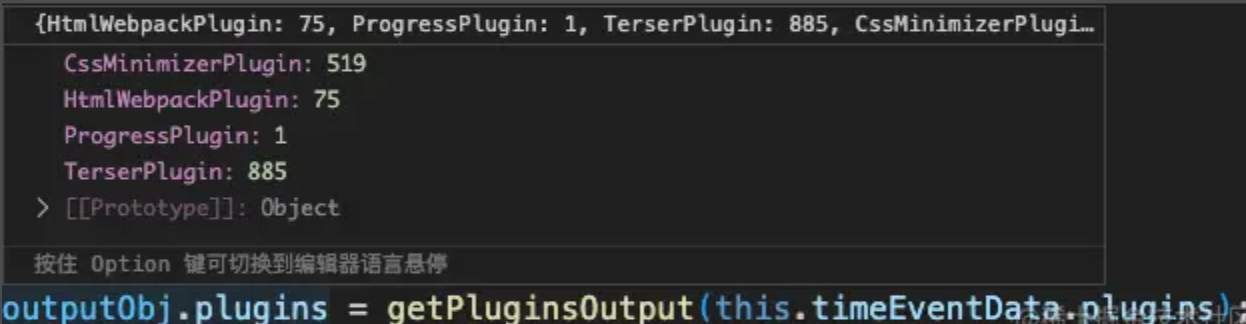 {HtmlWebpackPlugin: 75, ProgressPlugin: 1, TerserPlugin: 885, CssMinimizerPlugi…
CssMinimizerPlugin: 519
HtmlWebpackPlugin: 75
ProgressPlugin: 1
TerserPlugin: 885
[[Prototype]]: Object
按住 Option 键可切换到编辑器语言悬停
outputObj.plugins = getPluginsOutput(this.timeEventData.plugins);